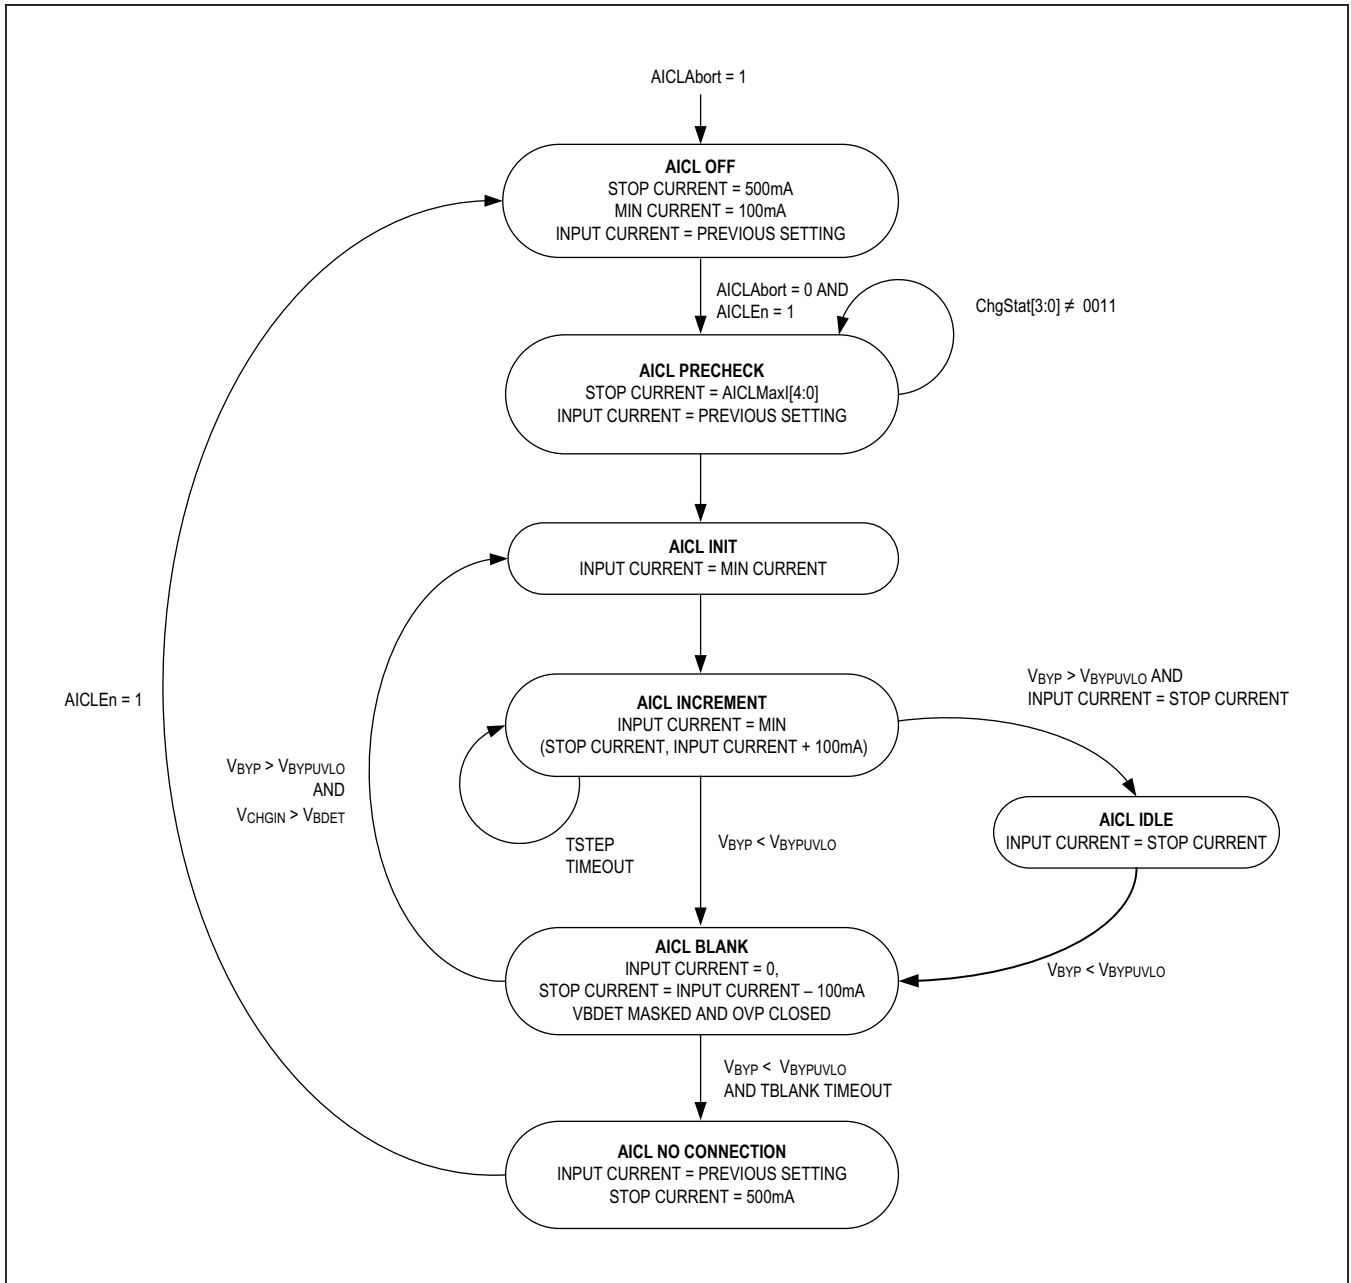 AICLAbort = 1
AICL OFF
STOP CURRENT = 500mA
MIN CURRENT = 100mA
INPUT CURRENT = PREVIOUS SETTING
AICLAbort = 0 AND
AICLEn = 1
ChgStat[3:0] ≠ 0011
AICL PRECHECK
STOP CURRENT = AICLMaxI[4:0]
INPUT CURRENT = PREVIOUS SETTING
AICL INIT
INPUT CURRENT = MIN CURRENT
AICLEn = 1
VBYP > VBYPUVLO
AND
VCHGIN > VBDET
AICL INCREMENT
INPUT CURRENT = MIN
(STOP CURRENT, INPUT CURRENT + 100mA)
VBYP > VBYPUVLO AND
INPUT CURRENT = STOP CURRENT
TSTEP
TIMEOUT
VBYP < VBYPUVLO
AICL IDLE
INPUT CURRENT = STOP CURRENT
VBYP < VBYPUVLO
AICL BLANK
INPUT CURRENT = 0,
STOP CURRENT = INPUT CURRENT – 100mA
VBDET MASKED AND OVP CLOSED
VBYP < VBYPUVLO
AND TBLANK TIMEOUT
AICL NO CONNECTION
INPUT CURRENT = PREVIOUS SETTING
STOP CURRENT = 500mA